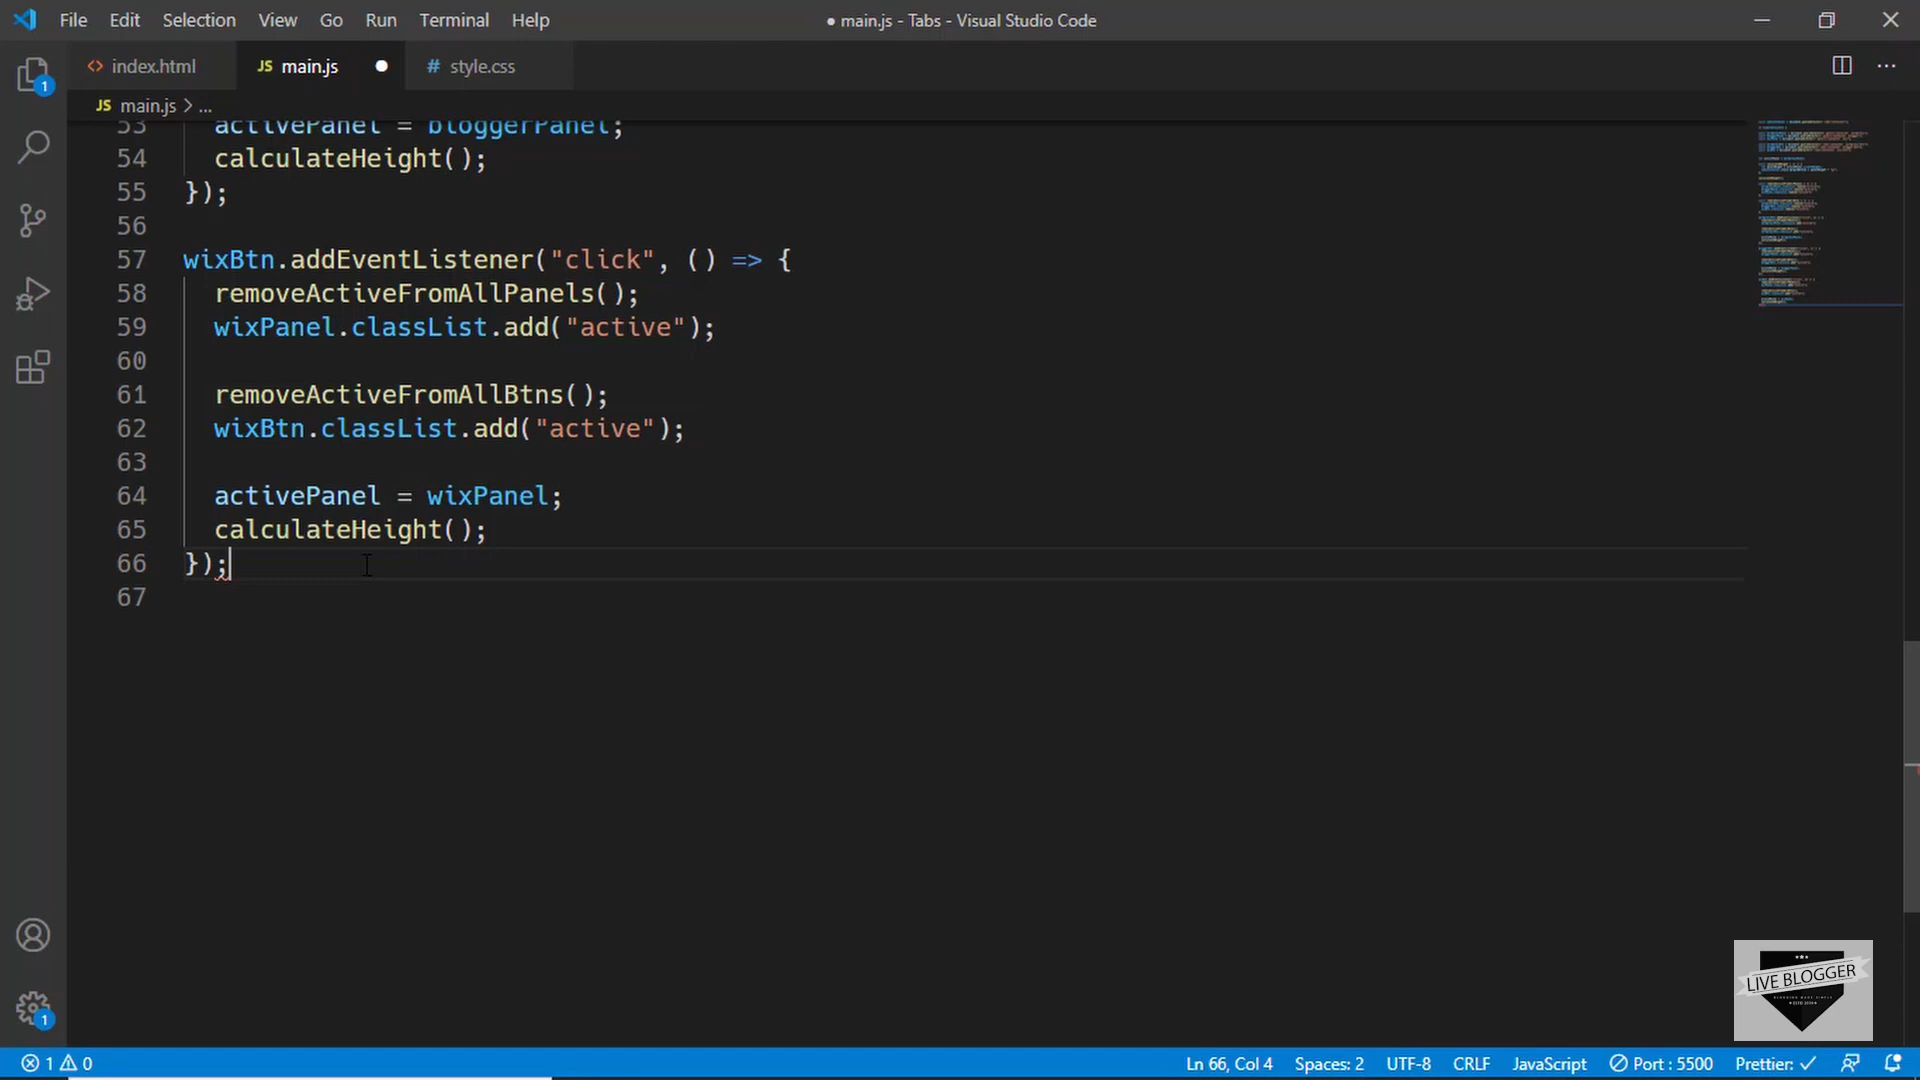 File Edit Selection View Go Run Terminal Help
● main.js - Tabs - Visual Studio Code
<> index.html
JS main.js ●
# style.css
JS main.js > ...
53 activePanel = bloggerPanel;
54 calculateHeight();
55 });
56
57 wixBtn.addEventListener("click", () => {
58 removeActiveFromAllPanels();
59 wixPanel.classList.add("active");
60
61 removeActiveFromAllBtns();
62 wixBtn.classList.add("active");
63
64 activePanel = wixPanel;
65 calculateHeight();
66 });
67
1
1
LIVE BLOGGER
1 0
Ln 66, Col 4 Spaces: 2 UTF-8 CRLF JavaScript Port : 5500 Prettier: ✓